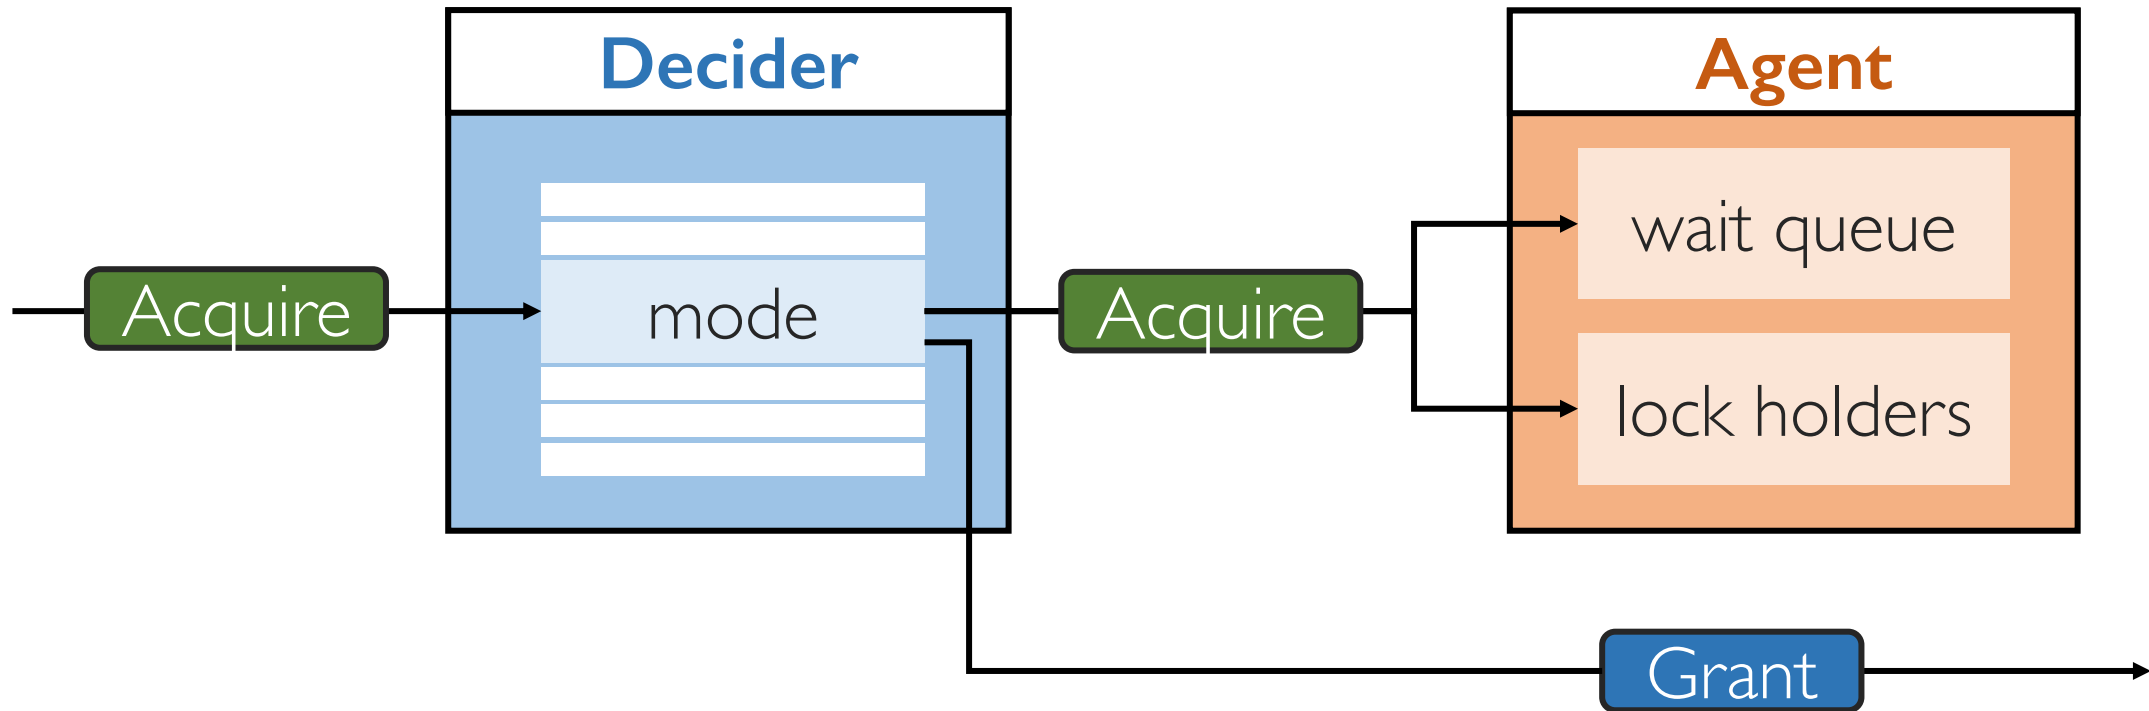 Decider
Agent
wait queue
Acquire
mode
Acquire
lock holders
Grant